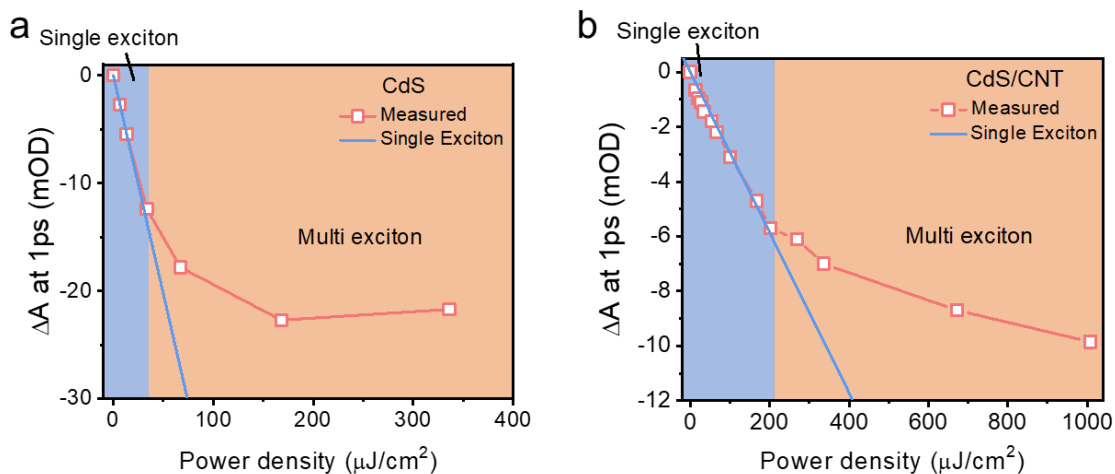 a
Single exciton
CdS
Measured
Single Exciton
Multi exciton
0
-10
-20
-30
ΔA at 1ps (mOD)
0
100
200
300
400
Power density (μJ/cm²)
b
Single exciton
CdS/CNT
Measured
Single Exciton
Multi exciton
0
-2
-4
-6
-8
-10
-12
ΔA at 1ps (mOD)
0
200
400
600
800
1000
Power density (μJ/cm²)